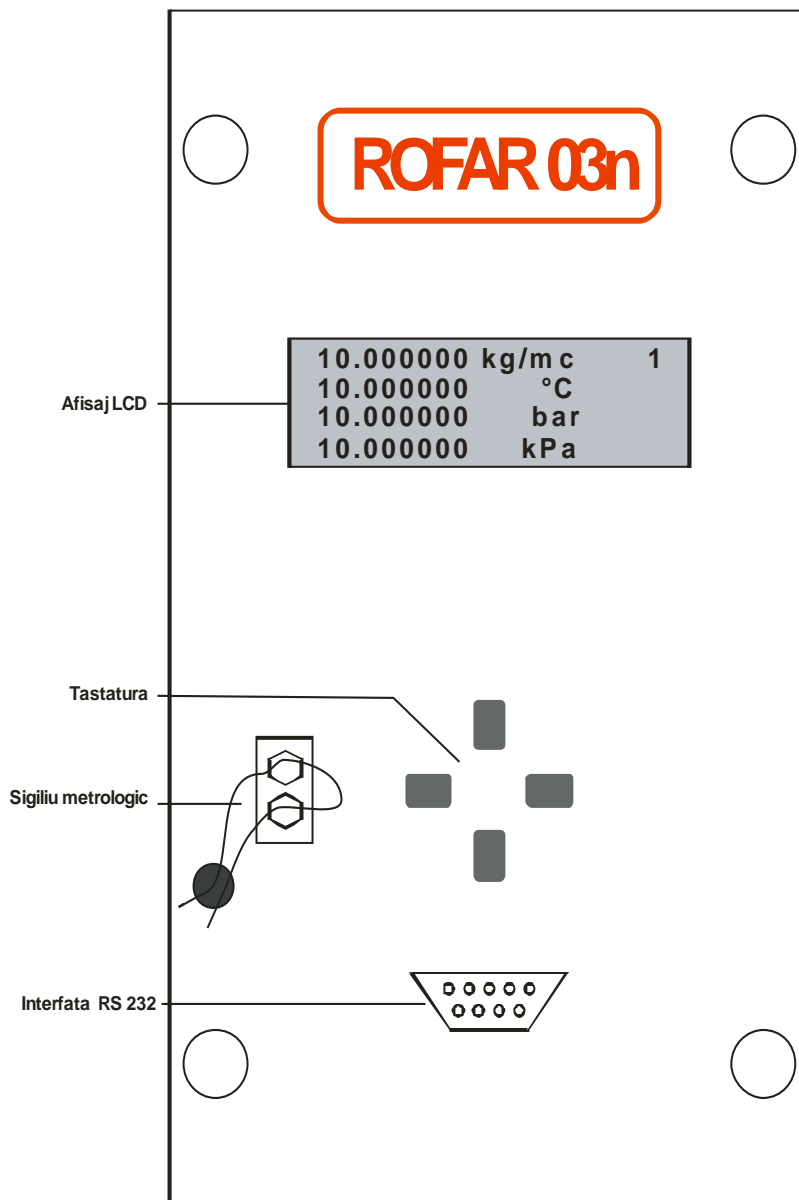 ROFAR 03n
10.000000 kg/mc 1
10.000000 °C
10.000000 bar
10.000000 kPa
Afisaj LCD
Tastatura
Sigiliu metrologic
Interfata RS 232